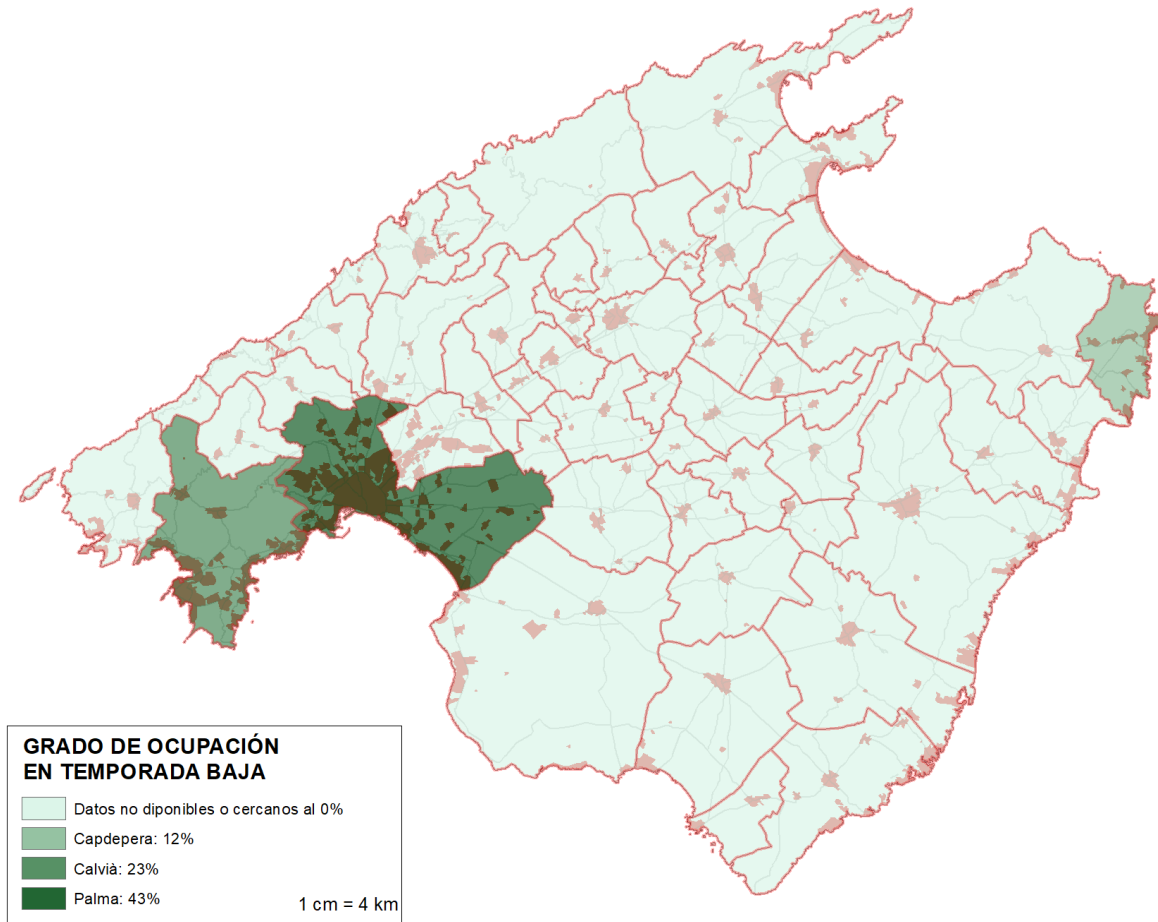 GRADO DE OCUPACIÓN
EN TEMPORADA BAJA
Datos no diponibles o cercanos al 0%
Capdepera: 12%
Calvià: 23%
Palma: 43%
1 cm = 4 km